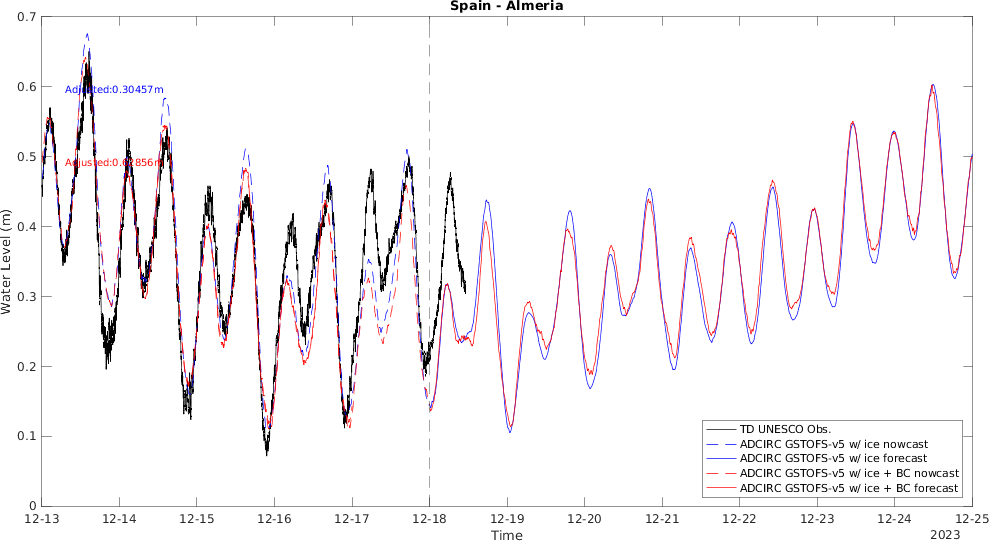 Spain - Almeria
0.7
0.6
0.5
0.4
0.3
0.2
0.1
0
Water Level (m)
Adjusted:0.30457m
TD UNESCO Obs.
ADCIRC GSTOFS-v5 w/ ice nowcast
ADCIRC GSTOFS-v5 w/ ice forecast
ADCIRC GSTOFS-v5 w/ ice + BC nowcast
ADCIRC GSTOFS-v5 w/ ice + BC forecast
12-13 12-14 12-15 12-16 12-17 12-18 12-19 12-20 12-21 12-22 12-23 12-24 12-25
Time
2023